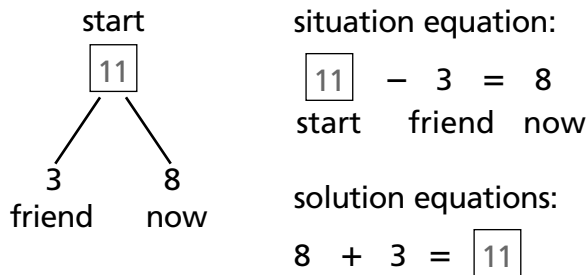 start
11
3 8
friend now
situation equation:
11 − 3 = 8
start friend now
solution equations:
8 + 3 = 11